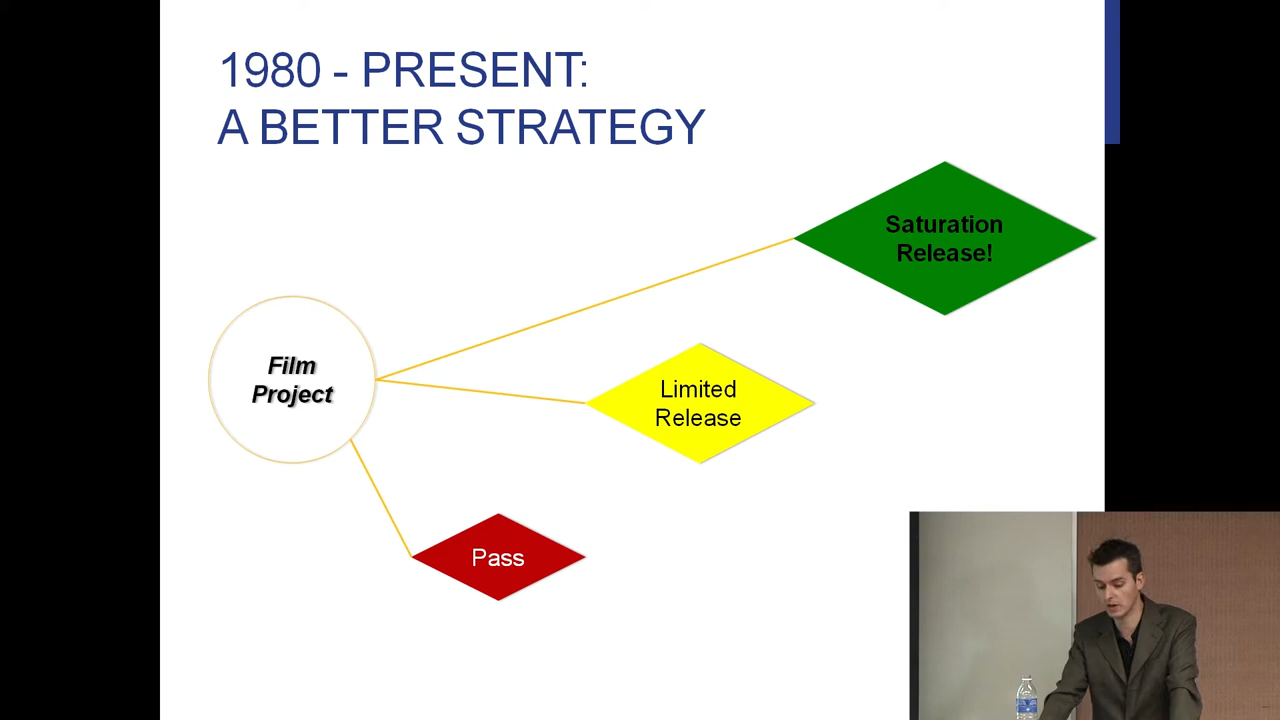 1980 - PRESENT:
A BETTER STRATEGY
Saturation
Release!
Film
Project
Limited
Release
Pass